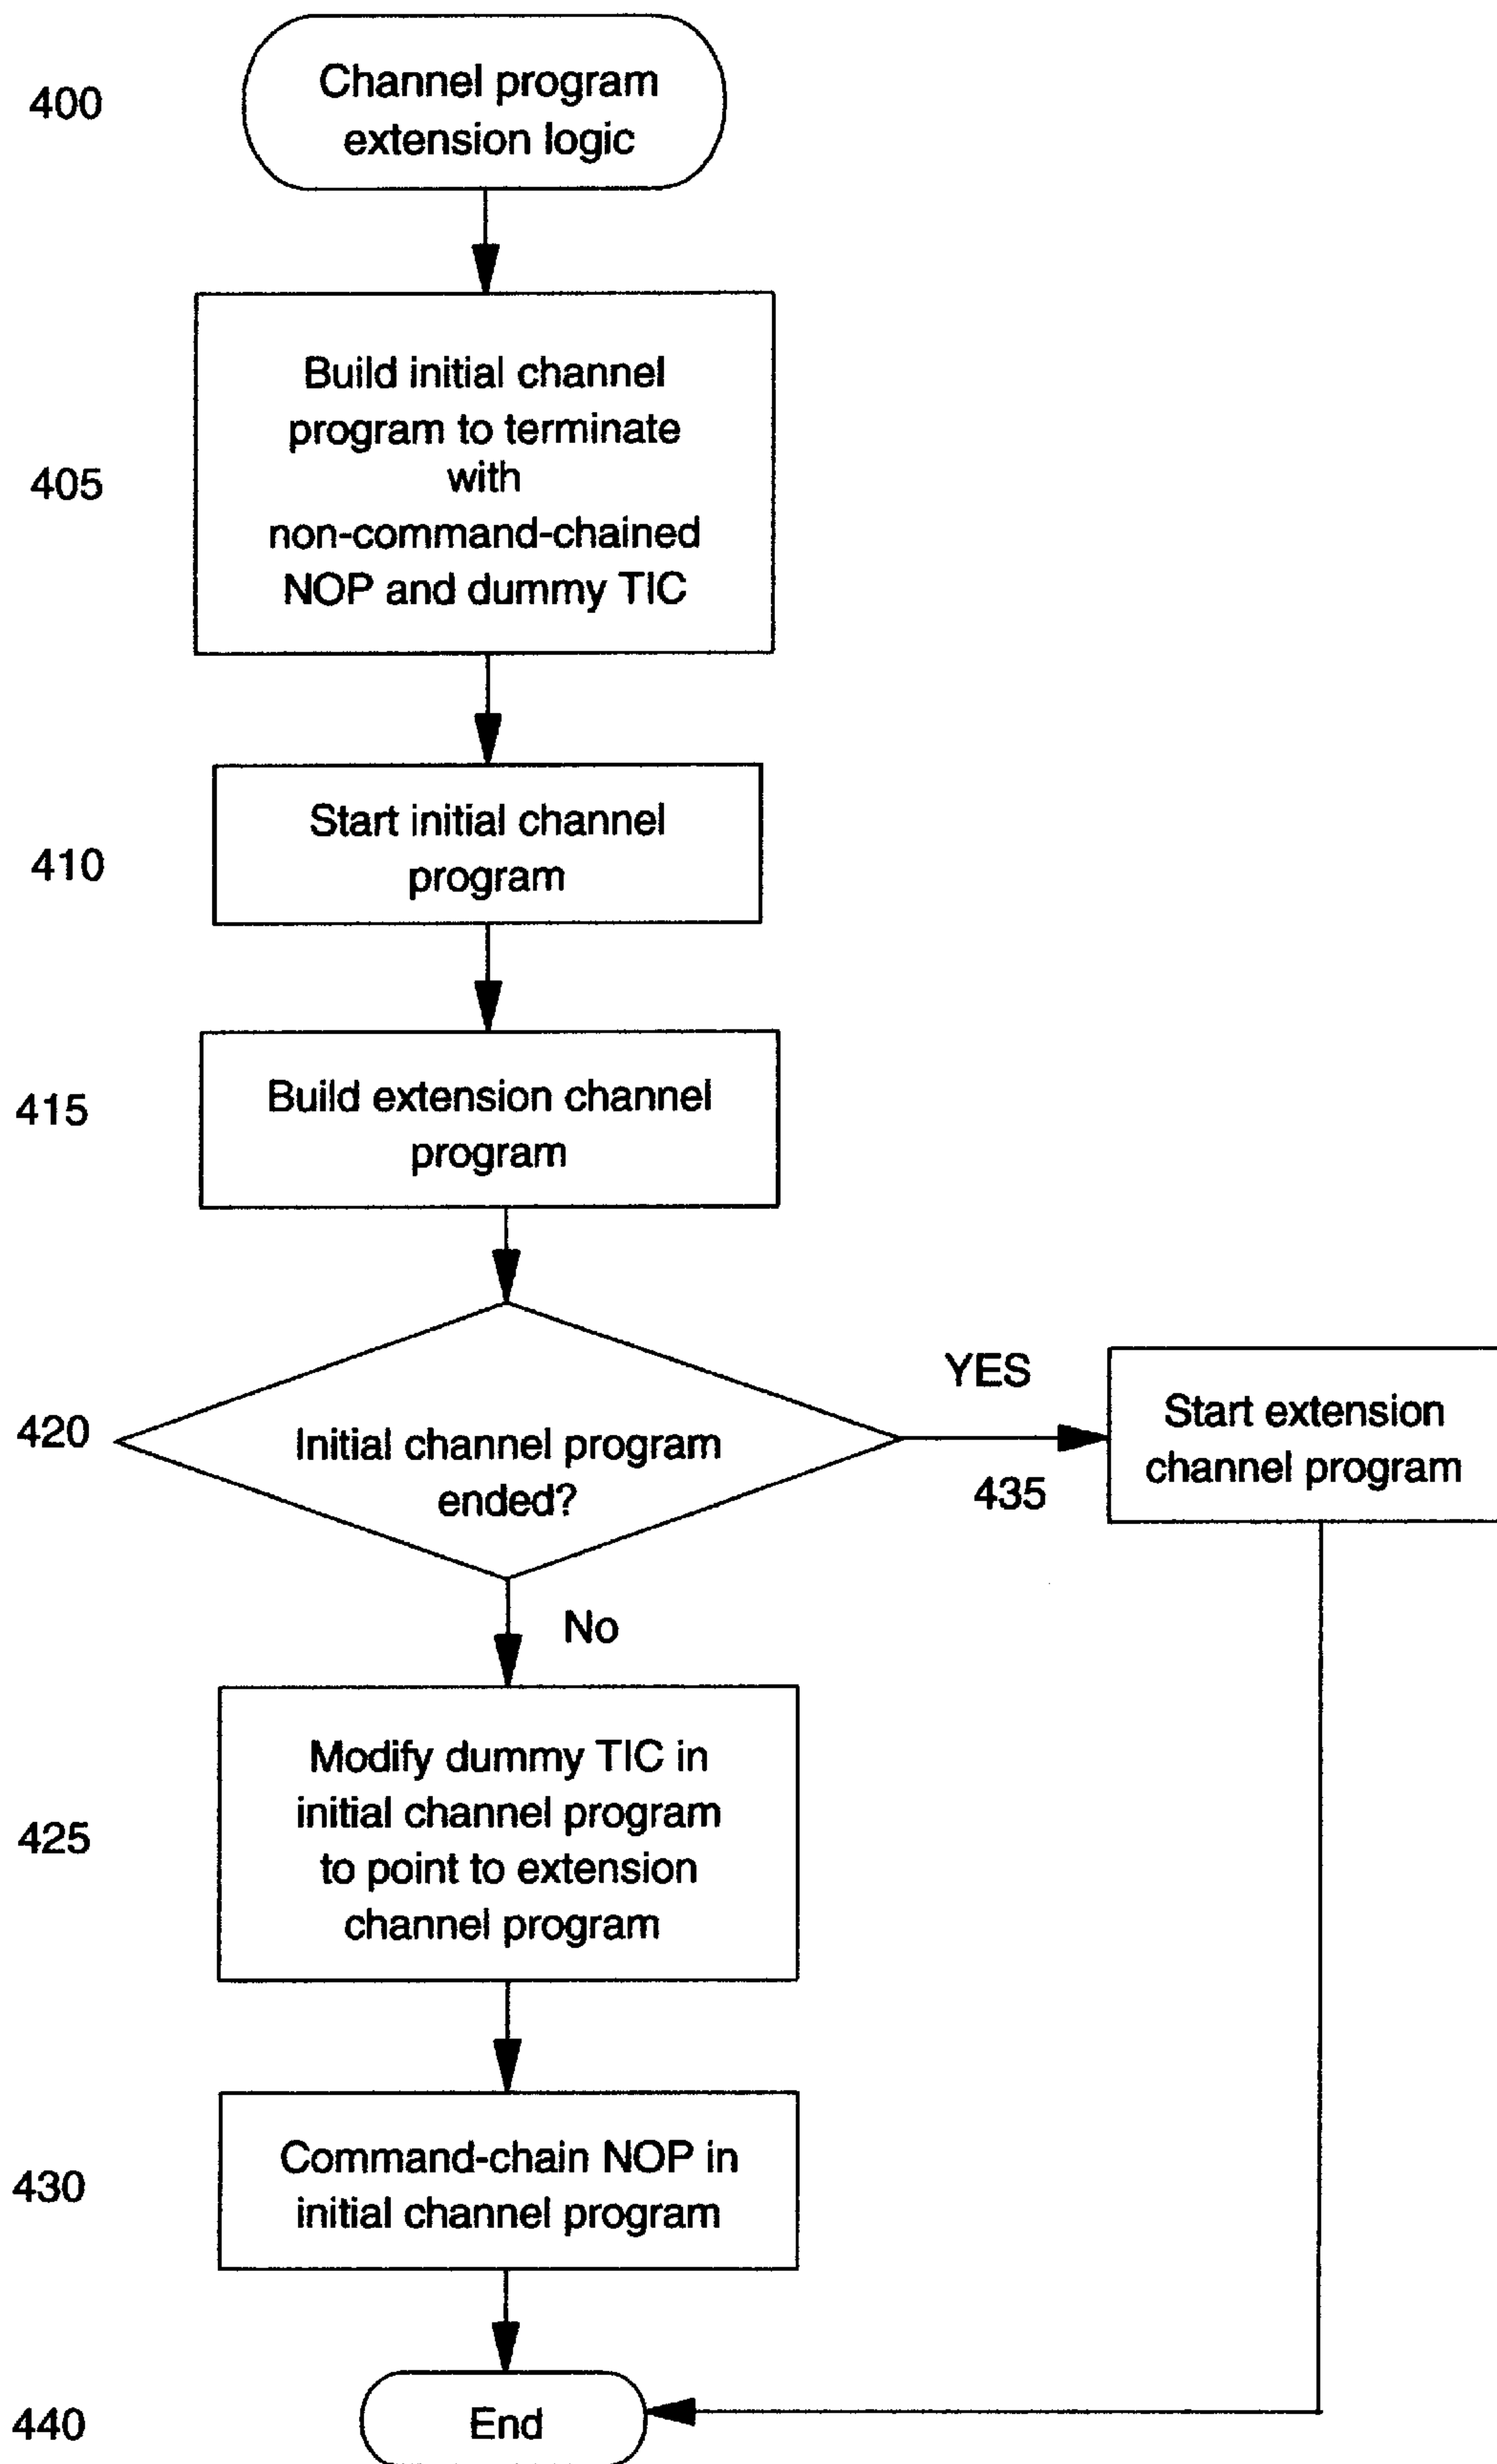 400
Channel program
extension logic
405
Build initial channel
program to terminate
with
non-command-chained
NOP and dummy TIC
410
Start initial channel
program
415
Build extension channel
program
420
Initial channel program
ended?
YES
435
Start extension
channel program
No
425
Modify dummy TIC in
initial channel program
to point to extension
channel program
430
Command-chain NOP in
initial channel program
440
End